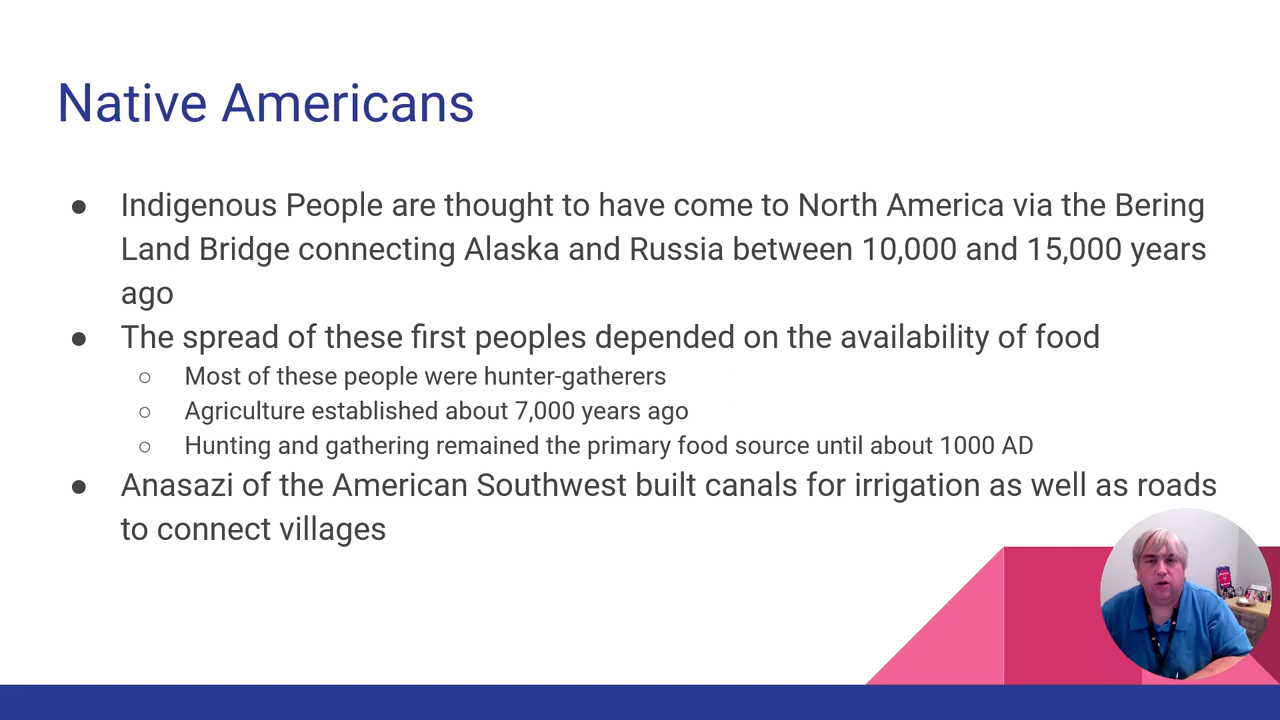 Native Americans
● Indigenous People are thought to have come to North America via the Bering
Land Bridge connecting Alaska and Russia between 10,000 and 15,000 years
ago
● The spread of these first peoples depended on the availability of food
○ Most of these people were hunter-gatherers
○ Agriculture established about 7,000 years ago
○ Hunting and gathering remained the primary food source until about 1000 AD
● Anasazi of the American Southwest built canals for irrigation as well as roads
to connect villages